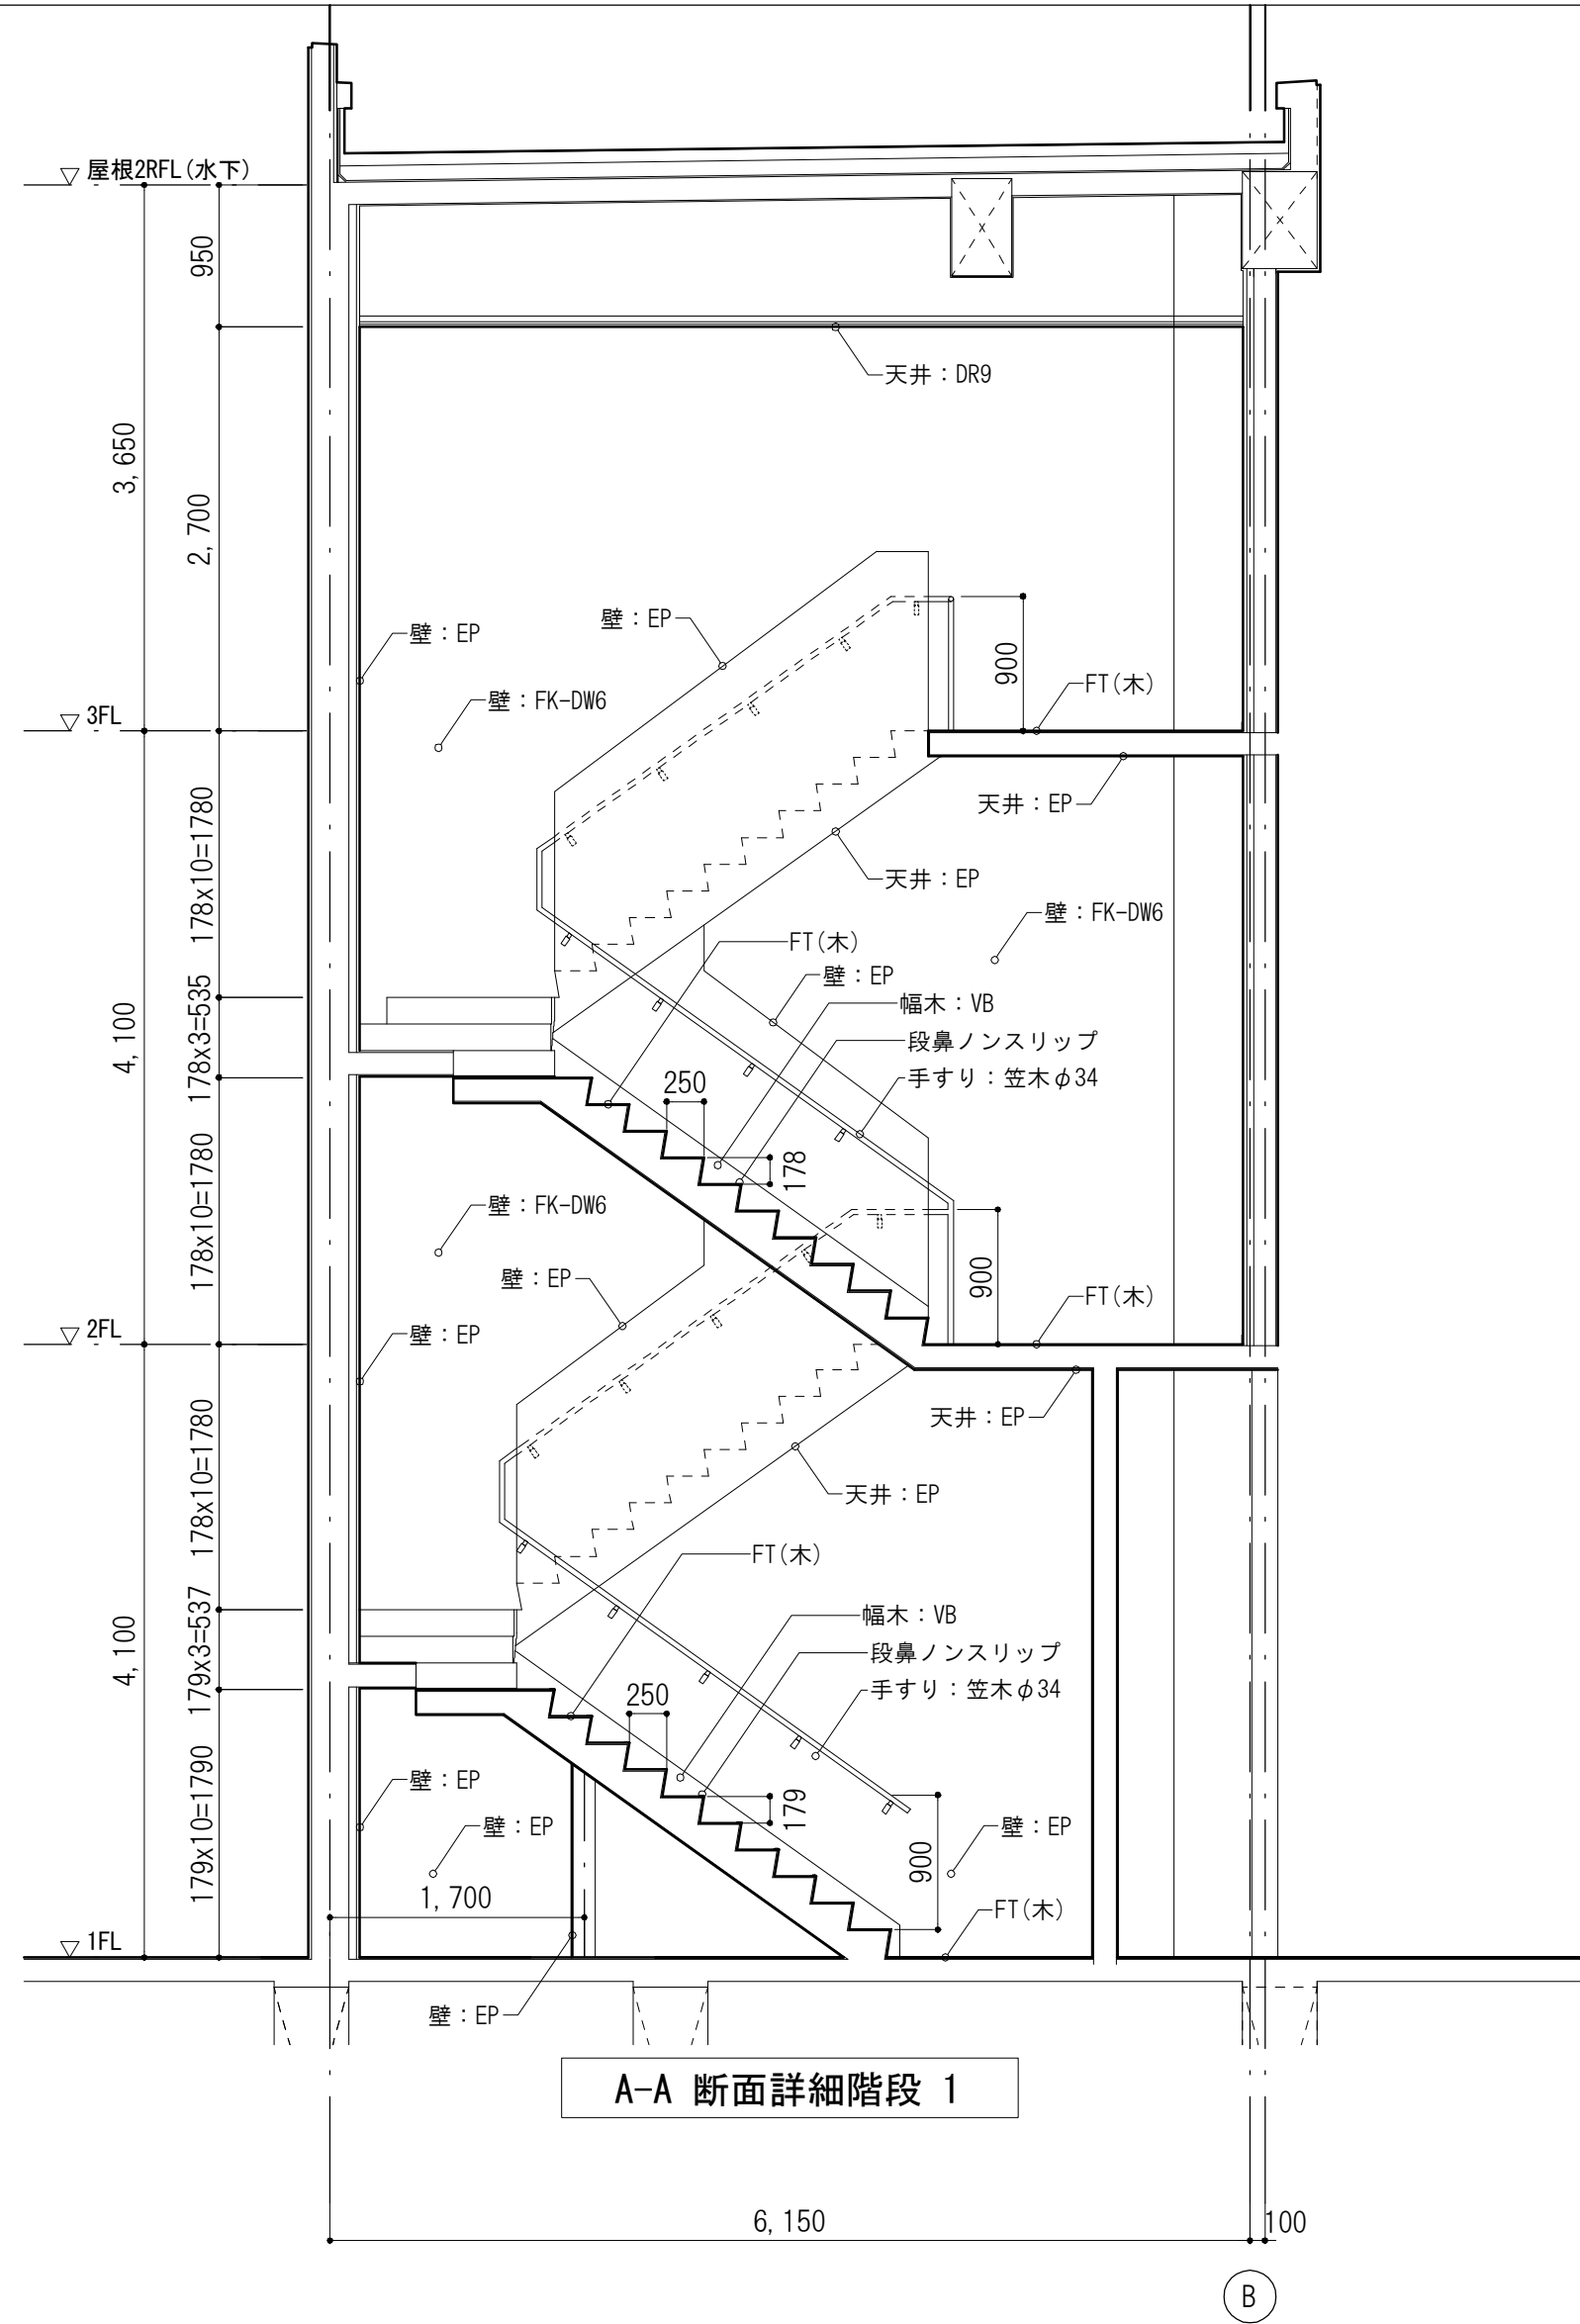 屋根2RFL(水下)
950
天井：DR9
3,650
2,700
壁：EP
壁：EP
900
FT(木)
壁：FK-DW6
3FL
天井：EP
178x10=1780
天井：EP
壁：FK-DW6
FT(木)
壁：EP
幅木：VB
段鼻ノンスリップ
手すり：笠木φ34
4,100
178x3=535
250
178
178x10=1780
壁：FK-DW6
壁：EP
900
FT(木)
2FL
壁：EP
天井：EP
178x10=1780
天井：EP
FT(木)
幅木：VB
段鼻ノンスリップ
手すり：笠木φ34
4,100
179x3=537
250
179
179x10=1790
壁：EP
壁：EP
壁：EP
900
1,700
FT(木)
1FL
壁：EP
A-A 断面詳細階段 1
6,150
100
B